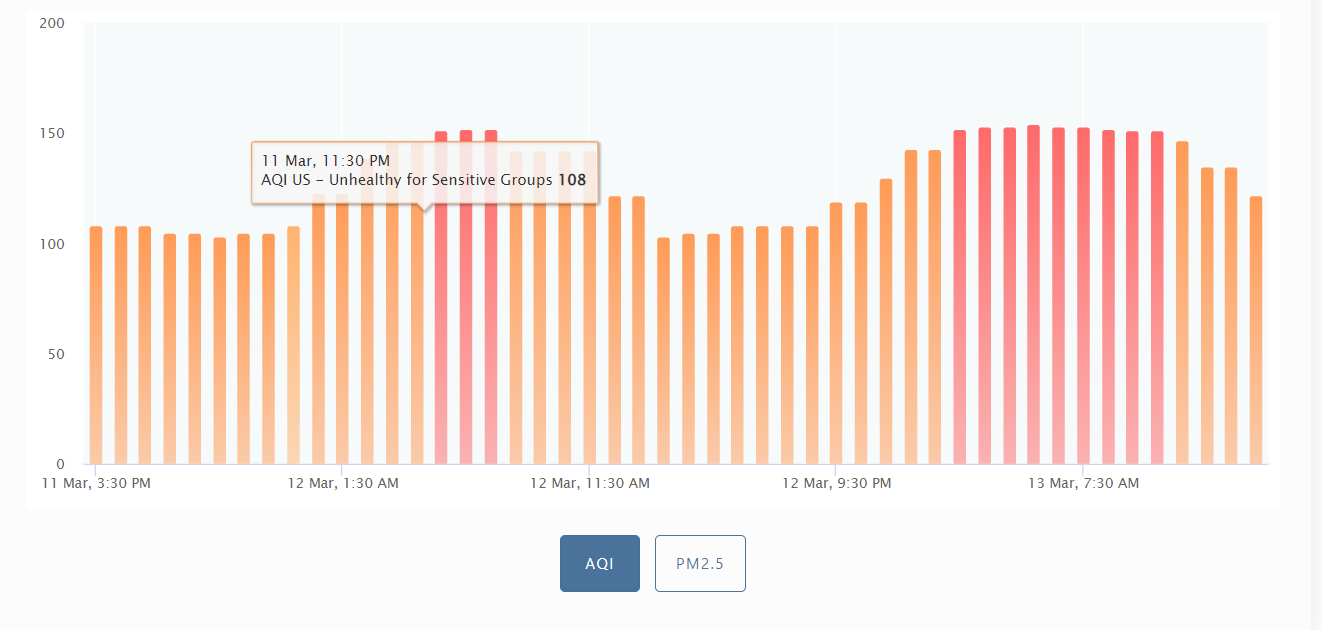 200
150
100
50
0
11 Mar, 11:30 PM
AQI US - Unhealthy for Sensitive Groups 108
11 Mar, 3:30 PM
12 Mar, 1:30 AM
12 Mar, 11:30 AM
12 Mar, 9:30 PM
13 Mar, 7:30 AM
AQI
PM2.5